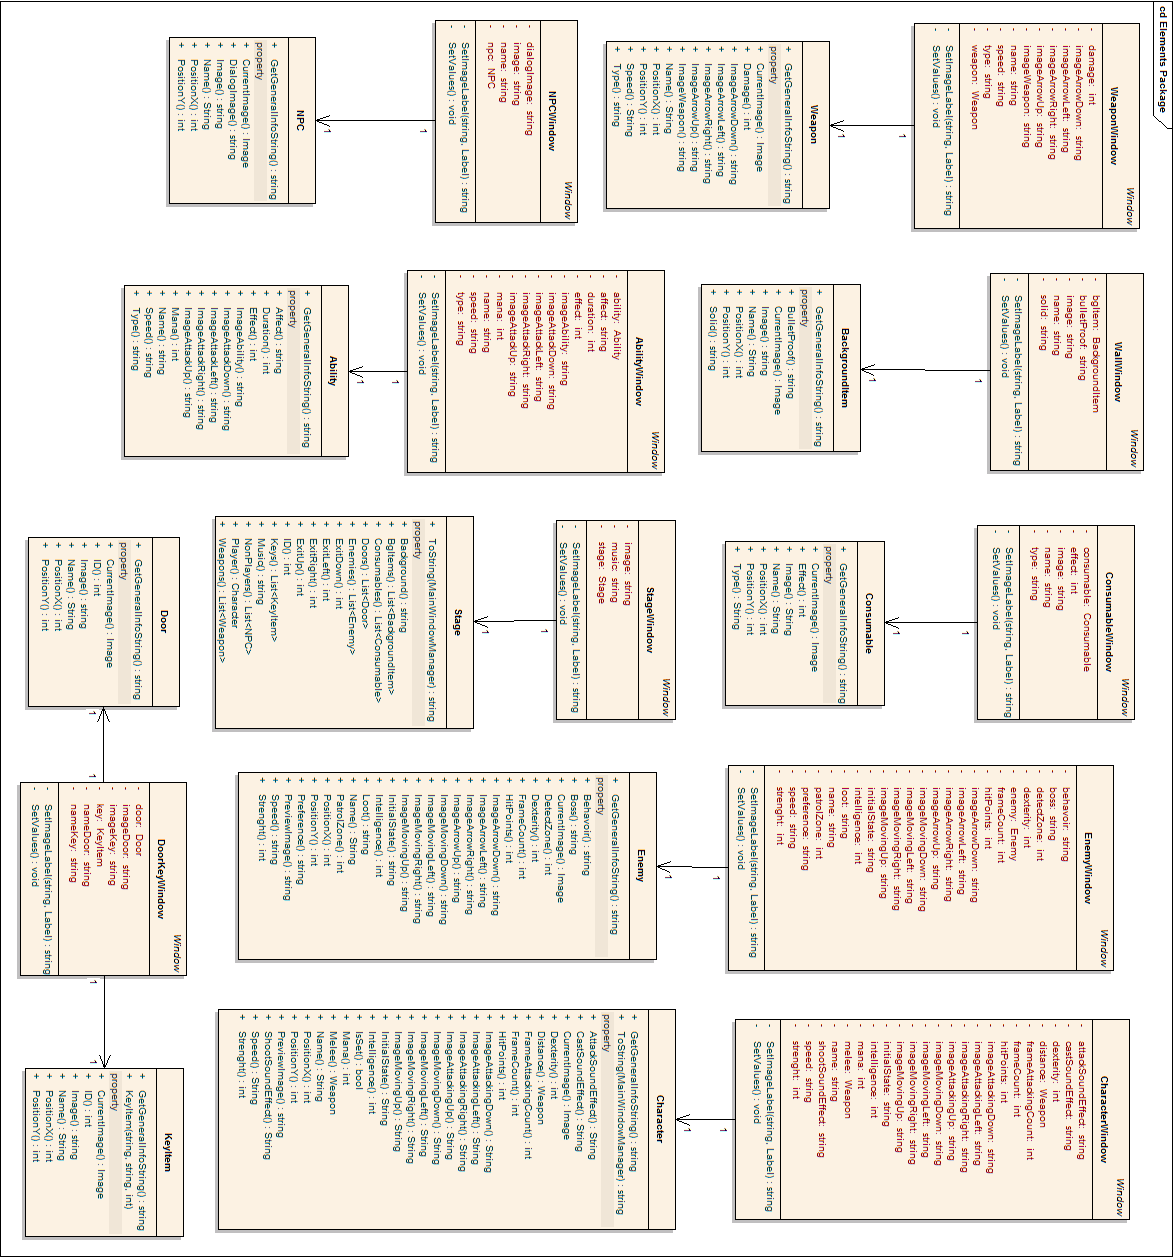 cd Elements Package
Window
WeaponWindow
- damage: int
- imageArrowDown: string
- imageArrowLeft: string
- imageArrowRight: string
- imageArrowUp: string
- imageWeapon: string
- name: string
- speed: string
- type: string
- weapon: Weapon
- SetImageLabel(string, Label) : string
- SetValues() : void
1
1
Weapon
+ GetGeneralInfoString() : string
property
+ CurrentImage() : Image
+ Damage() : int
+ ImageArrowDown() : string
+ ImageArrowLeft() : string
+ ImageArrowRight() : string
+ ImageArrowUp() : string
+ ImageWeapon() : string
+ Name() : String
+ PositionX() : int
+ PositionY() : int
+ Speed() : String
+ Type() : String
Window
WallWindow
- bgItem: BackgroundItem
- bulletProof: string
- image: string
- name: string
- solid: string
- SetImageLabel(string, Label) : string
- SetValues() : void
1
1
BackgroundItem
+ GetGeneralInfoString() : string
property
+ BulletProof() : String
+ CurrentImage() : Image
+ Image() : string
+ Name() : String
+ PositionX() : int
+ PositionY() : int
+ Solid() : String
Window
ConsumableWindow
- consumable: Consumable
- effect: int
- image: string
- name: string
- type: string
- SetImageLabel(string, Label) : string
- SetValues() : void
1
1
Consumable
+ GetGeneralInfoString() : string
property
+ CurrentImager() : Image
+ Effect() : int
+ Image() : String
+ Name() : String
+ PositionX() : int
+ PositionY() : int
+ Type() : String
Window
EnemyWindow
- behavoir: string
- boss: string
- detectZone: int
- dexterity: int
- enemy: Enemy
- frameCount: int
- hitPoints: int
- imageArrowDown: string
- imageArrowLeft: string
- imageArrowRight: string
- imageArrowUp: string
- imageMovingDown: string
- imageMovingLeft: string
- imageMovingRight: string
- imageMovingUp: string
- initialState: string
- intelligence: int
- loot: string
- name: string
- patrolZone: int
- preference: string
- speed: string
- strenght: int
- SetImageLabel(string, Label) : string
- SetValues() : void
1
1
Enemy
+ GetGeneralInfoString() : string
property
+ Behavoir() : string
+ Boss() : string
+ CurrentImage() : Image
+ DetectZone() : int
+ Dexterity() : int
+ FrameCount() : int
+ HitPoints() : int
+ ImageArrowDown() : string
+ ImageArrowLeft() : string
+ ImageArrowRight() : string
+ ImageArrowUp() : string
+ ImageMovingDown() : string
+ ImageMovingLeft() : string
+ ImageMovingRight() : string
+ ImageMovingUp() : string
+ InitialState() : string
+ Intelligence() : int
+ Loot() : string
+ Name() : String
+ PatrolZone() : int
+ PositionX() : int
+ PositionY() : int
+ Preference() : string
+ PreviewImage() : string
+ Speed() : string
+ Strenght() : int
Window
CharacterWindow
- attackSoundEffect: string
- castSoundEffect: string
- dexterity: int
- distance: Weapon
- frameAttackingCount: int
- frameCount: int
- hitPoints: int
- imageAttackingDown: string
- imageAttackingLeft: string
- imageAttackingRight: string
- imageAttackingUp: string
- imageMovingDown: string
- imageMovingLeft: string
- imageMovingRight: string
- imageMovingUp: string
- initialState: string
- intelligence: int
- mana: int
- melee: Weapon
- name: string
- shootSoundEffect: string
- speed: string
- strenght: int
- SetImageLabel(string, Label) : string
- SetValues() : void
1
1
Character
+ GetGeneralInfoString() : string
+ ToString(MainWindowManager) : string
property
+ AttackSoundEffect() : String
+ CastSoundEffect() : String
+ CurrentImage() : Image
+ Dexterity() : int
+ Distance() : Weapon
+ FrameAttackingCount() : int
+ FrameCount() : int
+ HitPoints() : int
+ ImageAttackingDown() : String
+ ImageAttackingLeft() : String
+ ImageAttackingRight() : String
+ ImageAttackingUp() : String
+ ImageMovingDown() : String
+ ImageMovingLeft() : String
+ ImageMovingRight() : String
+ ImageMovingUp() : String
+ InitialState() : String
+ Intelligence() : int
+ IsSet() : bool
+ Mana() : int
+ Melee() : Weapon
+ Name() : String
+ PositionX() : int
+ PositionY() : int
+ PreviewImage() : string
+ ShootSoundEffect() : String
+ Speed() : String
+ Strenght() : int
Window
NPCWindow
- dialogImage: string
- image: string
- name: string
- npc: NPC
- SetImageLabel(string, Label) : string
- SetValues() : void
1
1
NPC
+ GetGeneralInfoString() : string
property
+ CurrentImage() : Image
+ DialogImage() : string
+ Image() : string
+ Name() : String
+ PositionX() : int
+ PositionY() : int
Window
AbilityWindow
- ability: Ability
- affect: string
- duration: int
- effect: int
- imageAbility: string
- imageAttackDown: string
- imageAttackLeft: string
- imageAttackRight: string
- imageAttackUp: string
- mana: int
- name: string
- speed: string
- type: string
- SetImageLabel(string, Label) : string
- SetValues() : void
1
1
Ability
+ GetGeneralInfoString() : string
property
+ Affect() : string
+ Duration() : int
+ Effect() : int
+ ImageAbility() : string
+ ImageAttackDown() : string
+ ImageAttackLeft() : string
+ ImageAttackRight() : string
+ ImageAttackUp() : string
+ Mana() : int
+ Name() : string
+ Speed() : string
+ Type() : string
Window
StageWindow
- image: string
- music: string
- stage: Stage
- SetImageLabel(string, Label) : string
- SetValues() : void
1
1
Stage
+ ToString(MainWindowManager) : string
property
+ Background() : string
+ BgItems() : List<BackgroundItem>
+ Consumables() : List<Consumable>
+ Doors() : List<Door>
+ Enemies() : List<Enemy>
+ ExitDown() : int
+ ExitLeft() : int
+ ExitRight() : int
+ ExitUp() : int
+ ID() : int
+ Keys() : List<KeyItem>
+ Music() : string
+ NonPlayers() : List<NPC>
+ Player() : Character
+ Weapons() : List<Weapon>
Door
+ GetGeneralInfoString() : string
property
+ CurrentImage() : Image
+ ID() : int
+ Image() : string
+ Name() : String
+ PositionX() : int
+ PositionY() : int
1
1
Window
DoorKeyWindow
- door: Door
- imageDoor: string
- imageKey: string
- key: KeyItem
- nameDoor: string
- nameKey: string
- SetImageLabel(string, Label) : string
- SetValues() : void
1
1
KeyItem
+ GetGeneralInfoString() : string
+ KeyItem(string, string, int)
property
+ CurrentImage() : Image
+ ID() : int
+ Image() : string
+ Name() : String
+ PositionX() : int
+ PositionY() : int